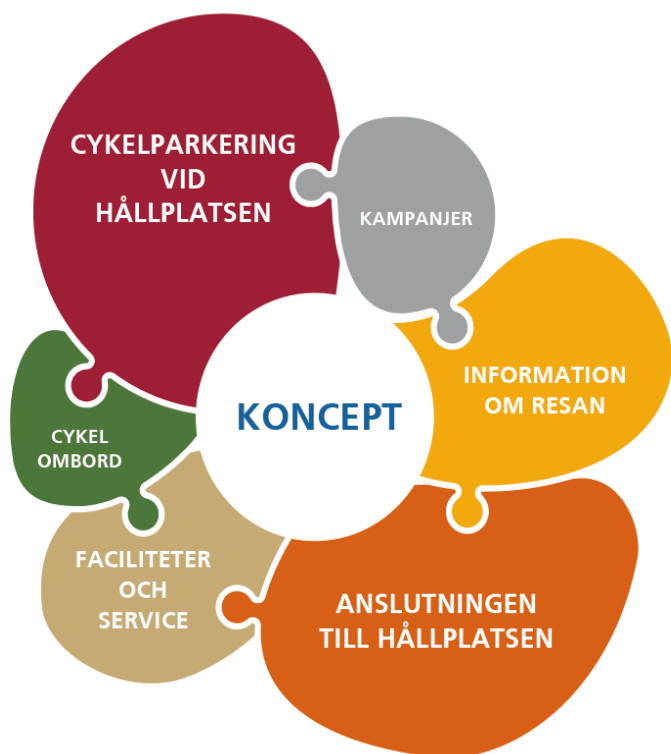 CYKELPARKERING
VID
HÅLLPLATSEN
KAMPANJER
INFORMATION
OM RESAN
KONCEPT
CYKEL
OMBORD
FACILITETER
OCH
SERVICE
ANSLUTNINGEN
TILL HÅLLPLATSEN